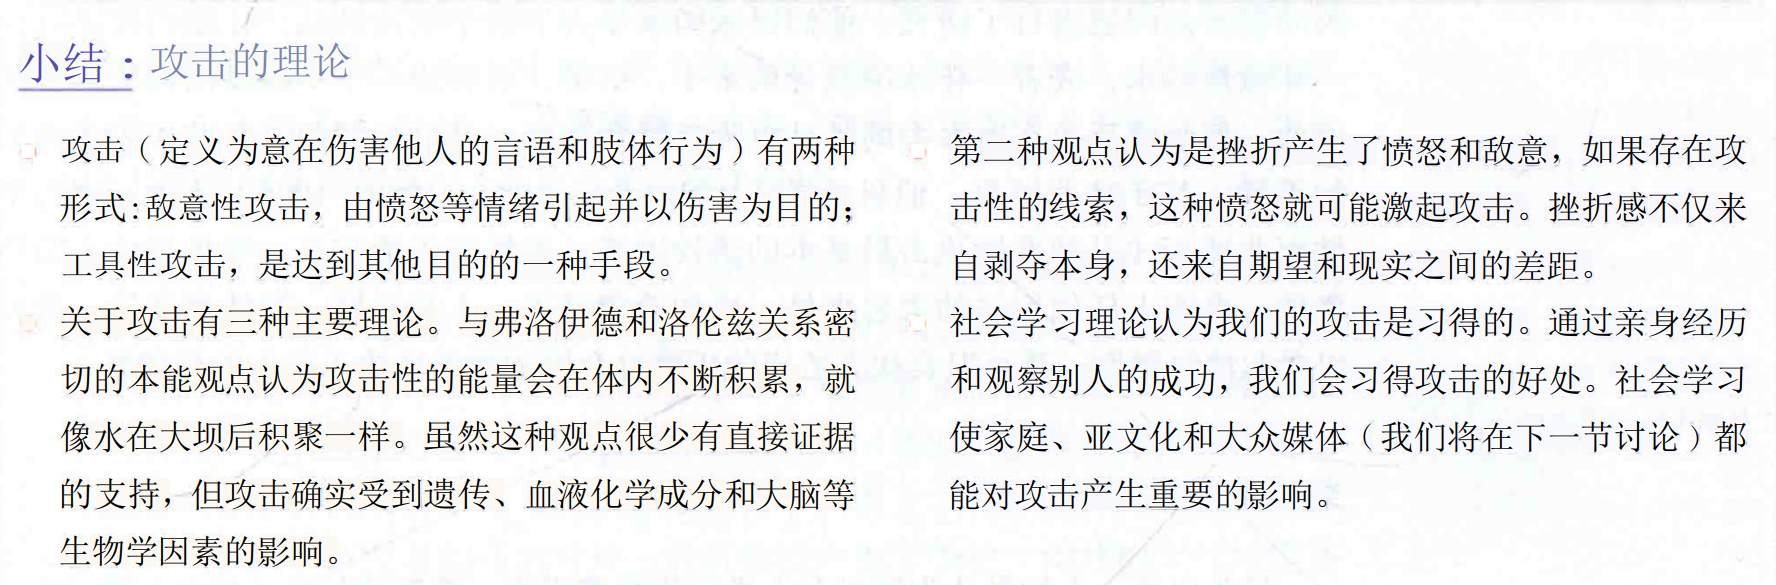 小结：攻击的理论
攻击（定义为意在伤害他人的言语和肢体行为）有两种
形式：敌意性攻击，由愤怒等情绪引起并以伤害为目的；
工具性攻击，是达到其他目的的一种手段。
关于攻击有三种主要理论。与弗洛伊德和洛伦兹关系密
切的本能观点认为攻击性的能量会在体内不断积累，就
像水在大坝后积聚一样。虽然这种观点很少有直接证据
的支持，但攻击确实受到遗传、血液化学成分和大脑等
生物学因素的影响。
第二种观点认为是挫折产生了愤怒和敌意，如果存在攻
击性的线索，这种愤怒就可能激起攻击。挫折感不仅来
自剥夺本身，还来自期望和现实之间的差距。
社会学习理论认为我们的攻击是习得的。通过亲身经历
和观察别人的成功，我们会习得攻击的好处。社会学习
使家庭、亚文化和大众媒体（我们将在下一节讨论）都
能对攻击产生重要的影响。